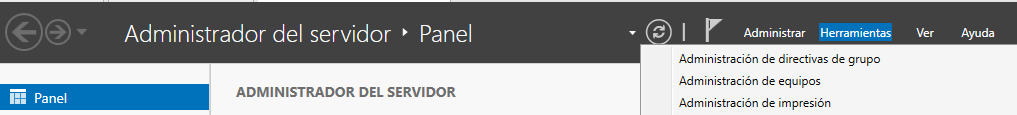 Administrador del servidor ‣ Panel
Administrar Herramientas Ver Ayuda
Administración de directivas de grupo
Administración de equipos
Administración de impresión
Panel
ADMINISTRADOR DEL SERVIDOR